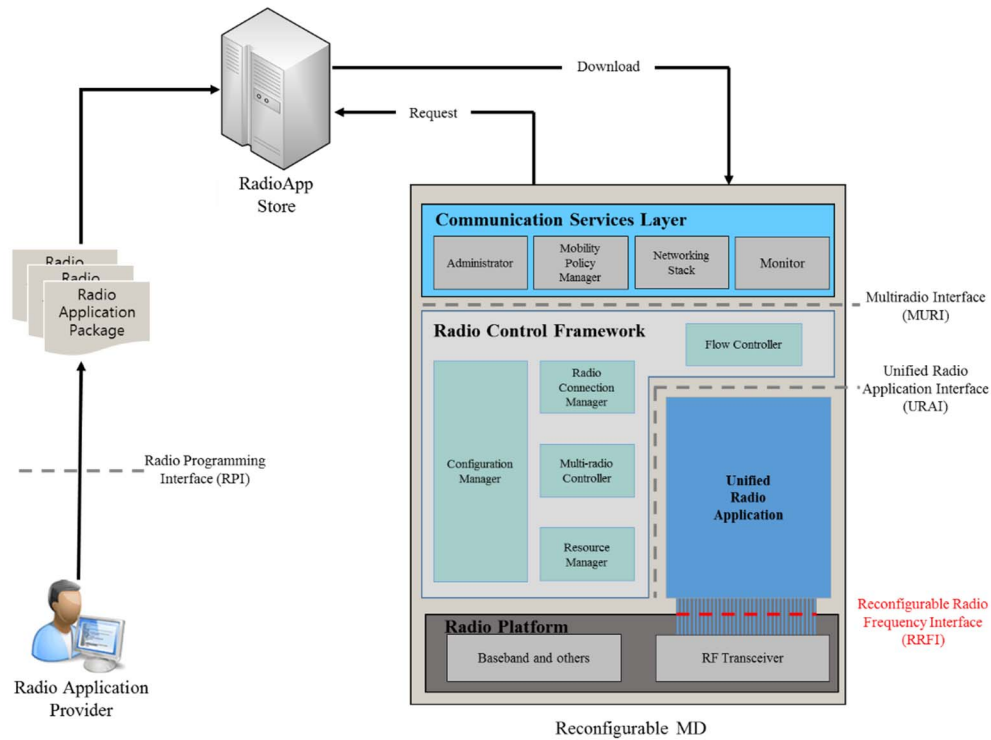 Download
Request
RadioApp
Store
Radio
Radio
Radio
Application
Package
Radio Programming
Interface (RPI)
Radio Application
Provider
Communication Services Layer
Administrator
Mobility
Policy
Manager
Networking
Stack
Monitor
Multiradio Interface
(MURI)
Radio Control Framework
Flow Controller
Unified Radio
Application Interface
(URAI)
Configuration
Manager
Radio
Connection
Manager
Multi-radio
Controller
Resource
Manager
Unified
Radio
Application
Reconfigurable Radio
Frequency Interface
(RRFI)
Radio Platform
Baseband and others
RF Transceiver
Reconfigurable MD